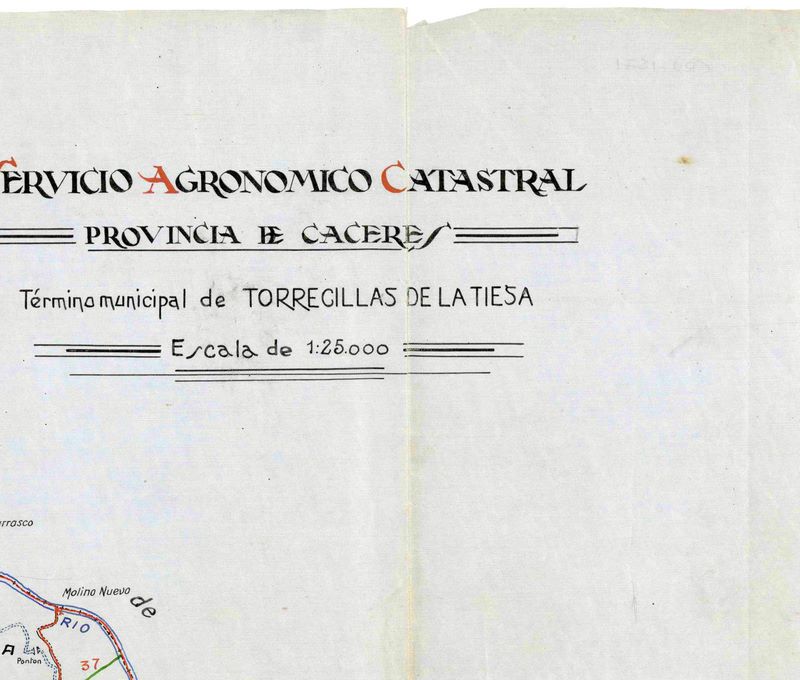 SERVICIO AGRONOMICO CATASTRAL
PROVINCIA DE CACERES
Término municipal de TORRECILLAS DE LA TIESA
Escala de 1:25.000
Molino Nuevo
de
RIO
A
Ponton
37